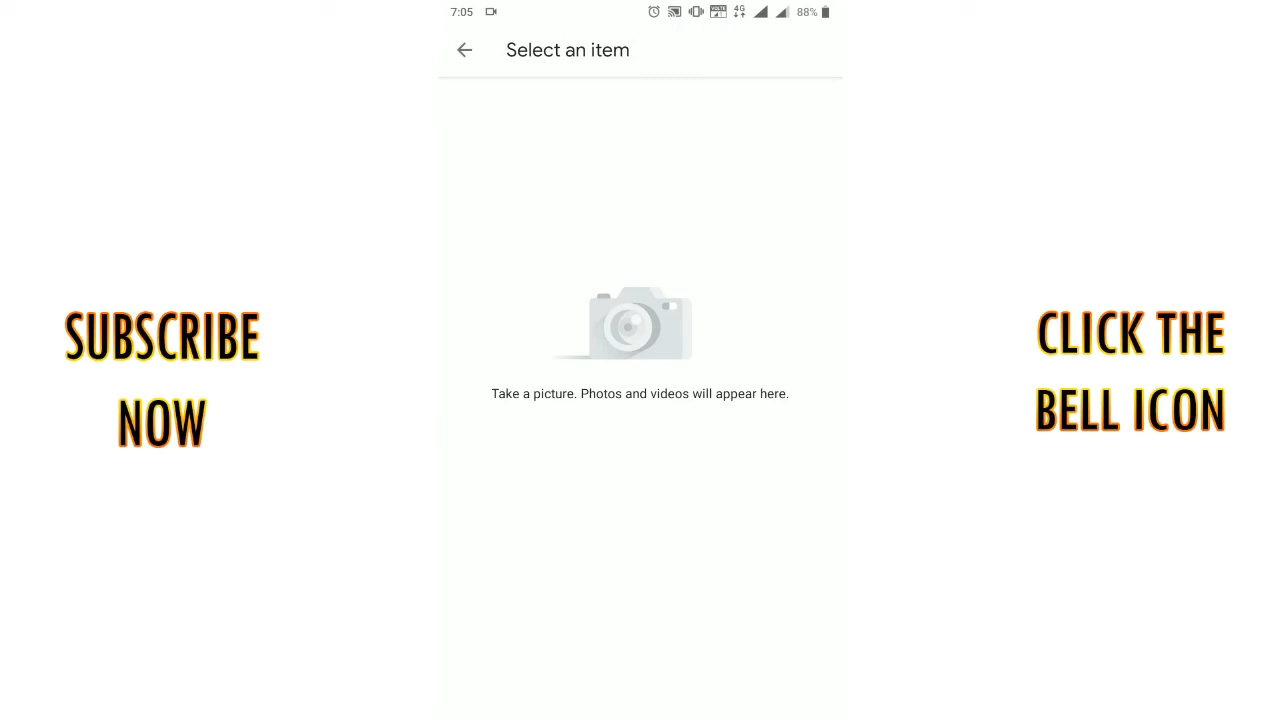 7:05
4G
88%
Select an item
Take a picture. Photos and videos will appear here.
SUBSCRIBE
NOW
CLICK THE
BELL ICON